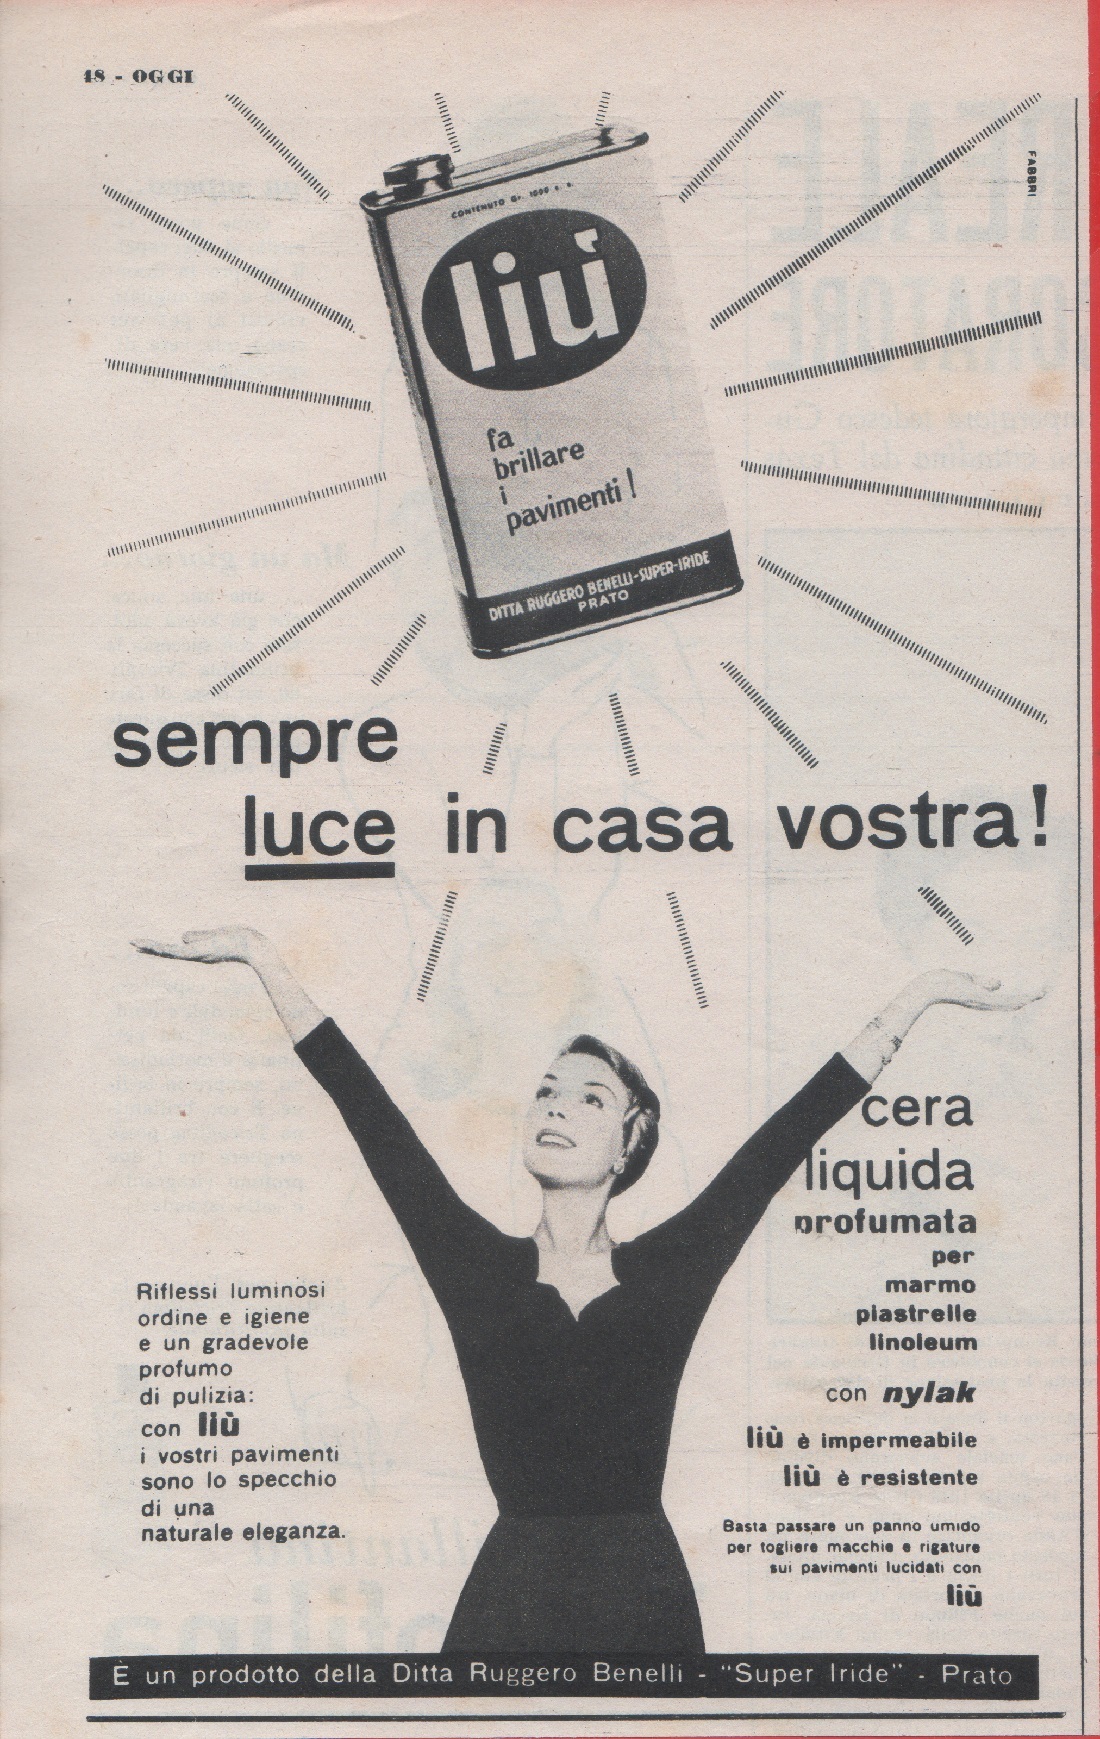 48 - OGGI
FABBRI
CONTENUTO Gr. 1000 c. a.
liù
fa
brillare
i
pavimenti!
DITTA RUGGERO BENELLI-SUPER-IRIDE
PRATO
sempre
luce in casa vostra!
cera
liquida
profumata
per
marmo
piastrelle
linoleum
con nylak
liù è impermeabile
liù è resistente
Basta passare un panno umido
per togliere macchie e rigature
sui pavimenti lucidati con
liù
Riflessi luminosi
ordine e igiene
e un gradevole
profumo
di pulizia:
con liù
i vostri pavimenti
sono lo specchio
di una
naturale eleganza.
È un prodotto della Ditta Ruggero Benelli - "Super Iride" - Prato